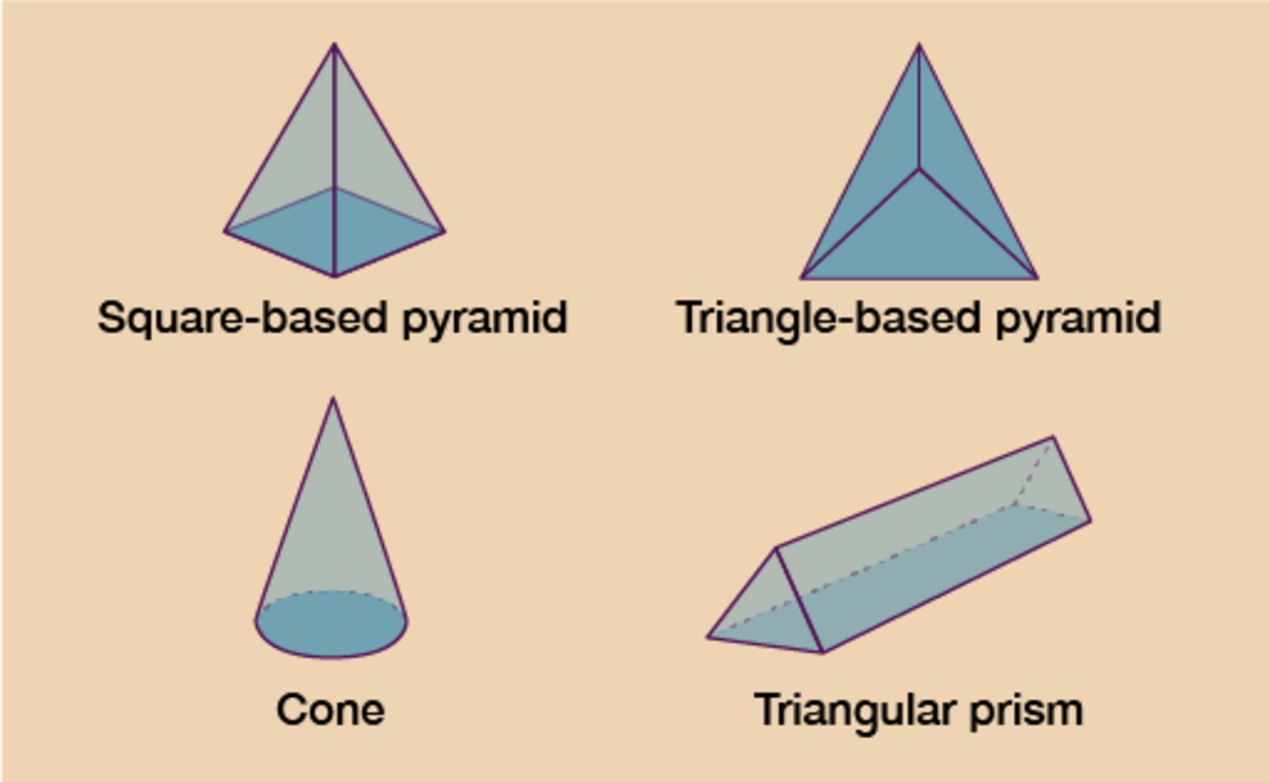 Square-based pyramid
Triangle-based pyramid
Cone
Triangular prism